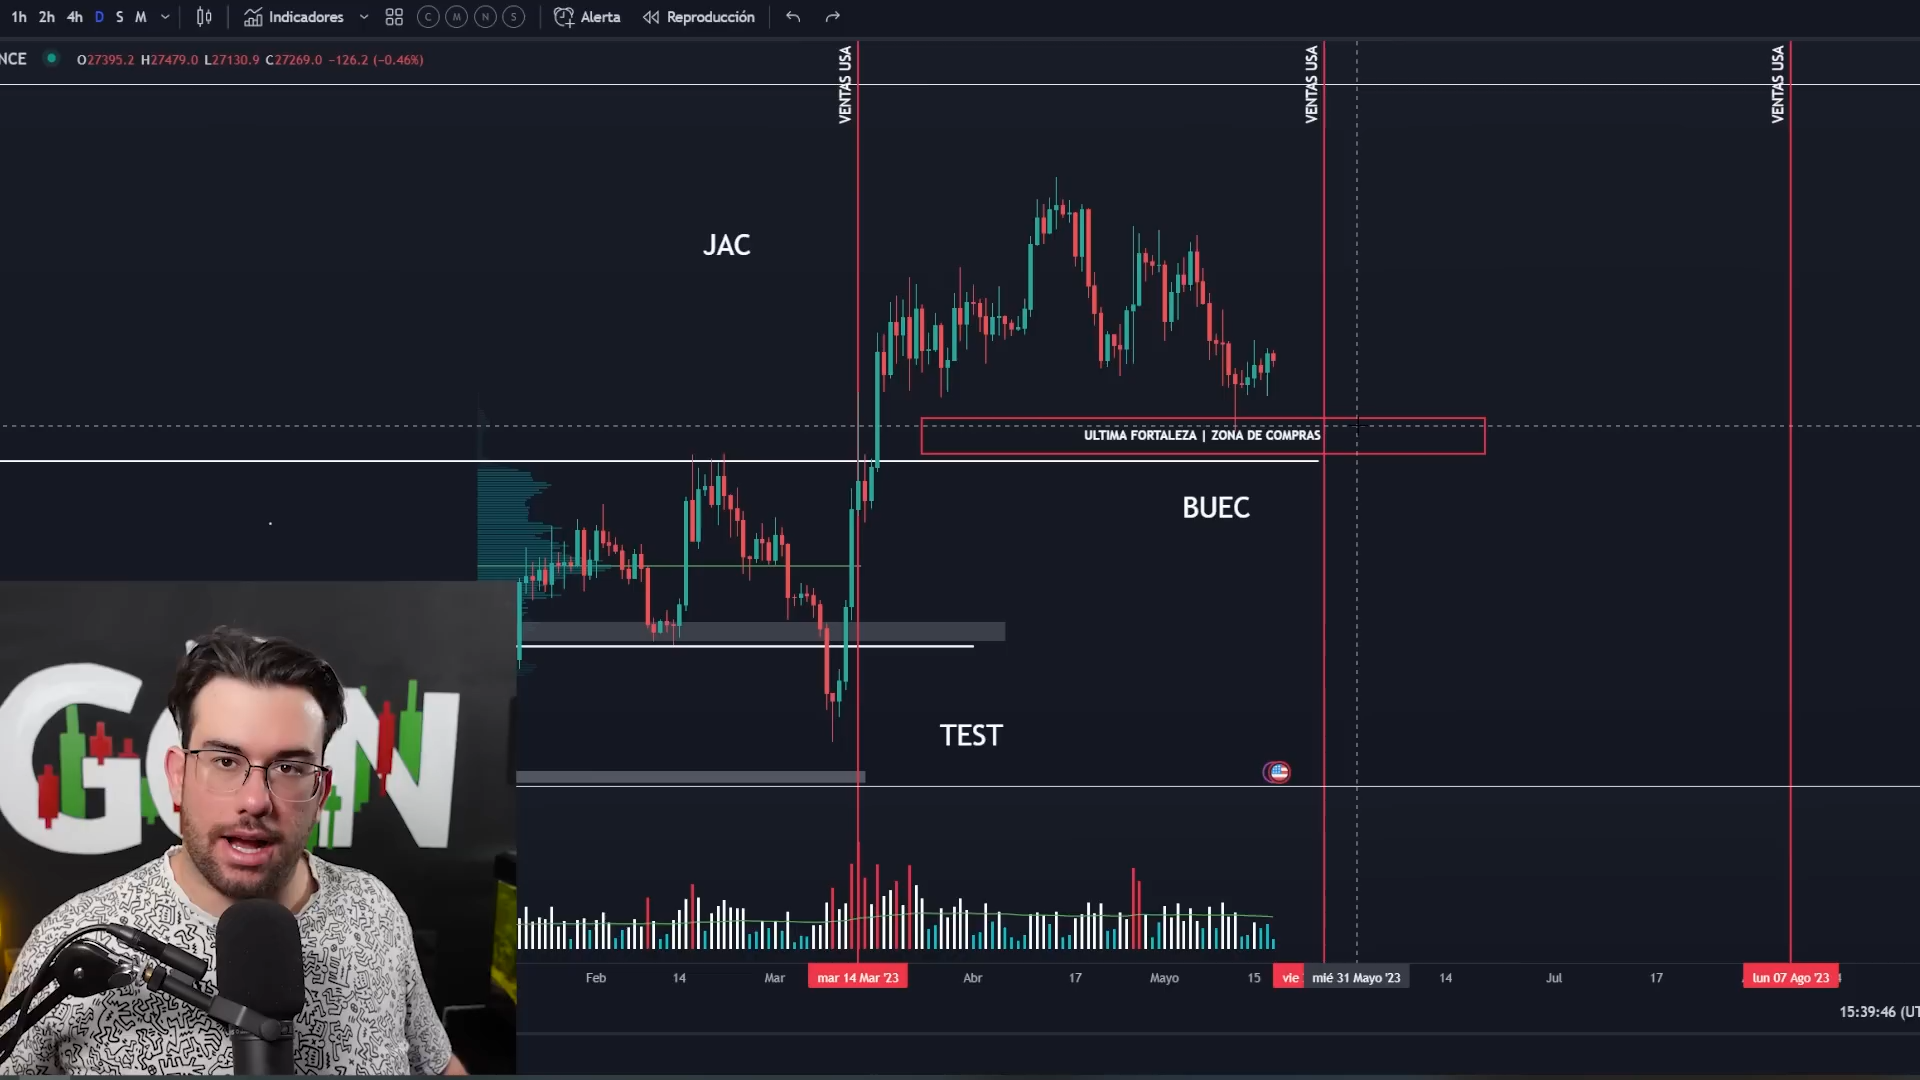 1h 2h 4h D S M Indicadores C M N S Alerta Reproducción
NCE O27395.2 H27479.0 L27130.9 C27269.0 −126.2 (−0.46%)
VENTAS USA
VENTAS USA
VENTAS USA
JAC
ULTIMA FORTALEZA | ZONA DE COMPRAS
BUEC
TEST
Feb 14 Mar mar 14 Mar '23 Abr 17 Mayo 15 vie mié 31 Mayo '23 14 Jul 17 lun 07 Ago '23
15:39:46 (UT